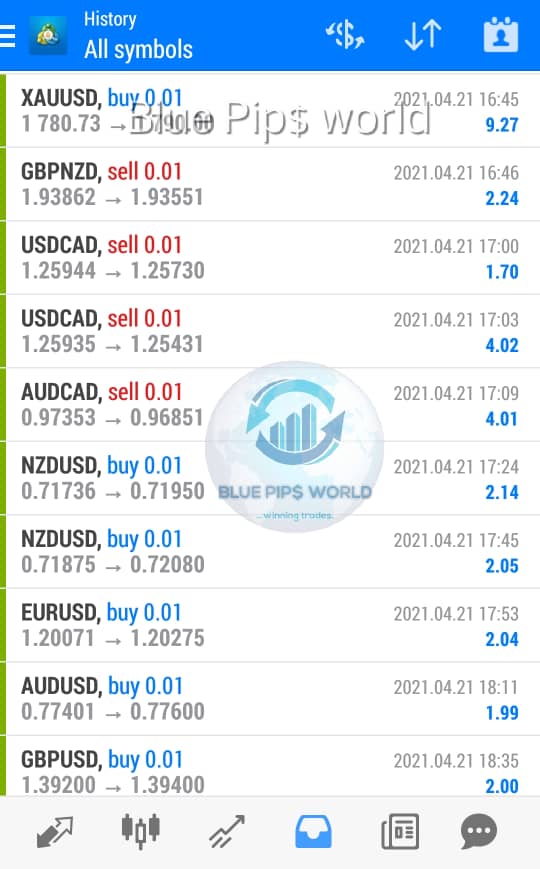 History
All symbols
XAUUSD, buy 0.01
2021.04.21 16:45
1 780.73 → 1 790.00
9.27
Blue Pip$ world
GBPNZD, sell 0.01
2021.04.21 16:46
1.93862 → 1.93551
2.24
USDCAD, sell 0.01
2021.04.21 17:00
1.25944 → 1.25730
1.70
USDCAD, sell 0.01
2021.04.21 17:03
1.25935 → 1.25431
4.02
AUDCAD, sell 0.01
2021.04.21 17:09
0.97353 → 0.96851
4.01
NZDUSD, buy 0.01
2021.04.21 17:24
0.71736 → 0.71950
2.14
BLUE PIP$ WORLD
...winning trades.
NZDUSD, buy 0.01
2021.04.21 17:45
0.71875 → 0.72080
2.05
EURUSD, buy 0.01
2021.04.21 17:53
1.20071 → 1.20275
2.04
AUDUSD, buy 0.01
2021.04.21 18:11
0.77401 → 0.77600
1.99
GBPUSD, buy 0.01
2021.04.21 18:35
1.39200 → 1.39400
2.00